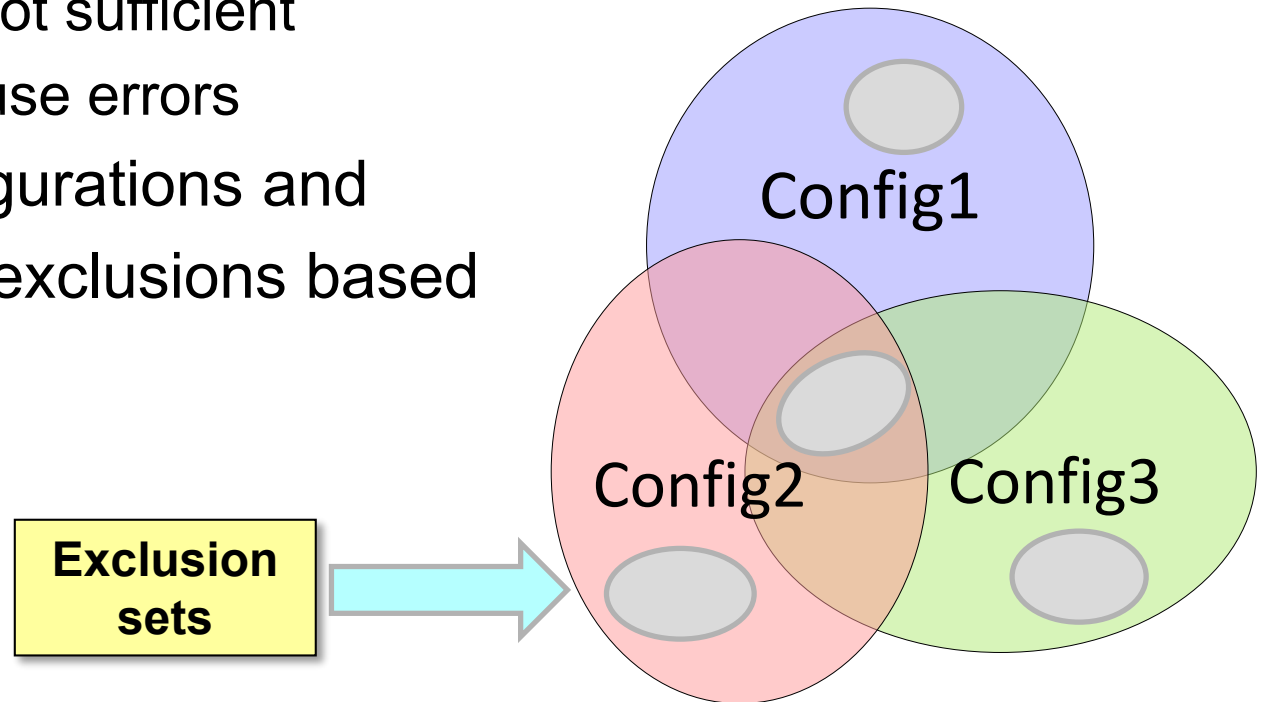 ot sufficient
use errors
gurations and
exclusions based
Config1
Config2
Config3
Exclusion
sets